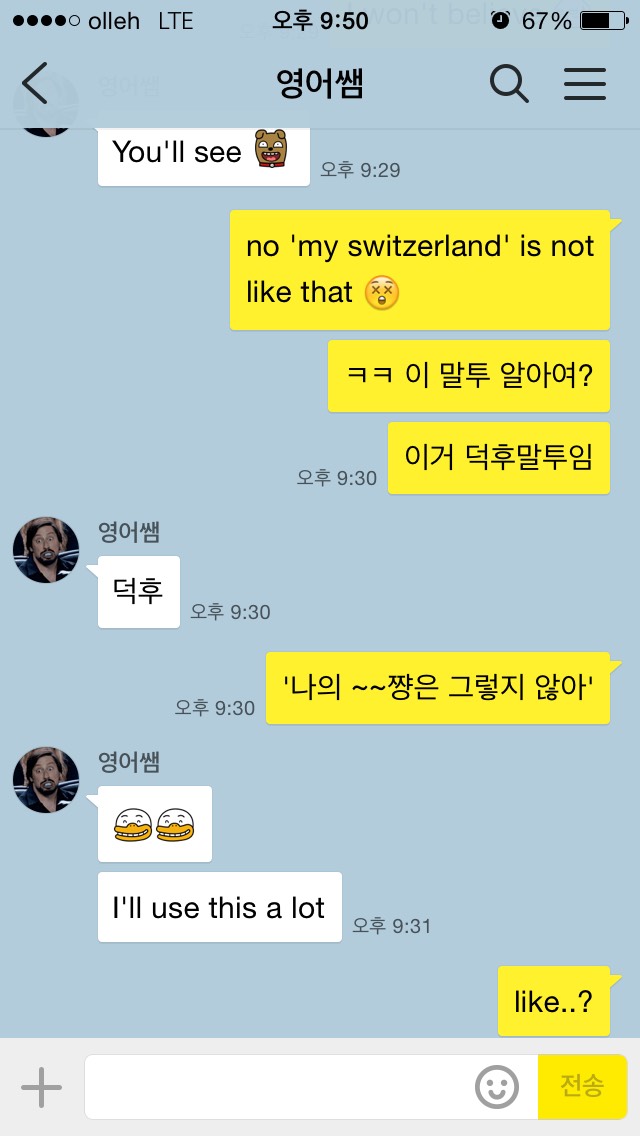 olleh LTE 오후 9:50 67%
영어쌤
You'll see
오후 9:29
no 'my switzerland' is not
like that
ㅋㅋ 이 말투 알아여?
이거 덕후말투임
오후 9:30
영어쌤
덕후
오후 9:30
'나의 ~~쨩은 그렇지 않아'
오후 9:30
영어쌤
I'll use this a lot
오후 9:31
like..?
전송